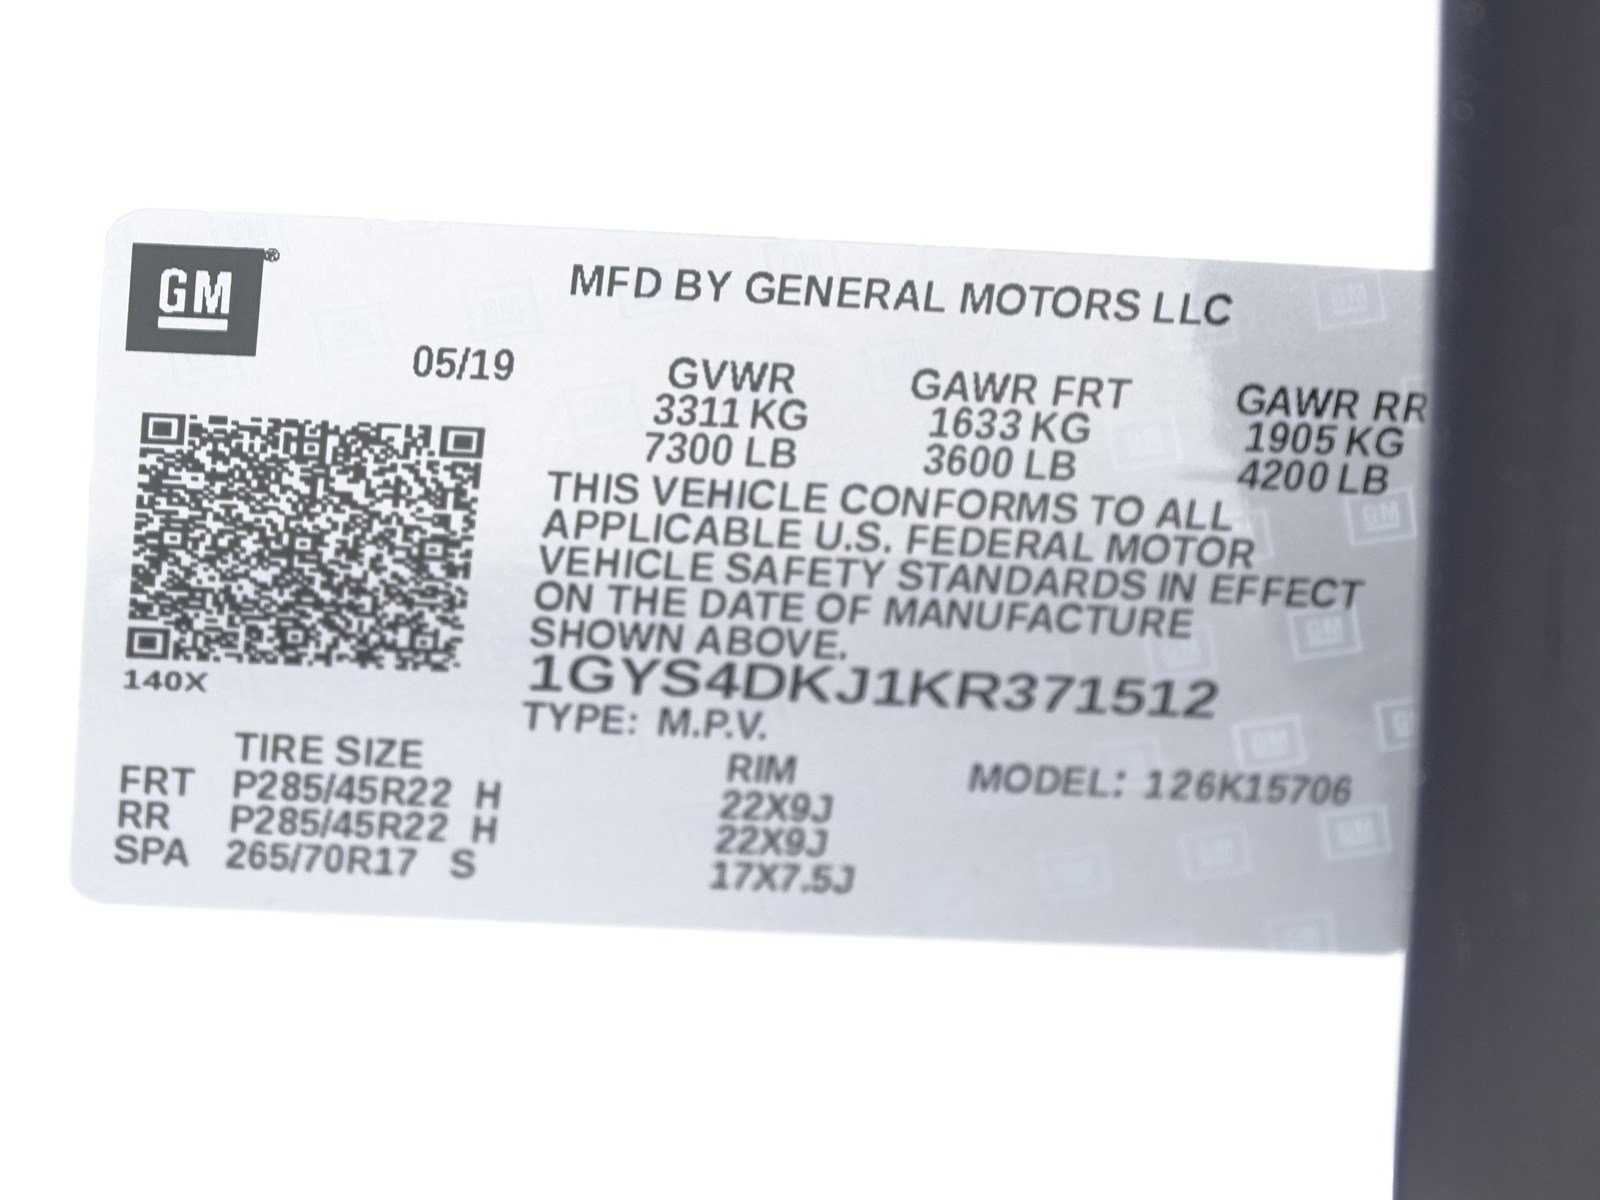 GM®
MFD BY GENERAL MOTORS LLC
05/19
GVWR GAWR FRT GAWR RR
3311 KG 1633 KG 1905 KG
7300 LB 3600 LB 4200 LB
THIS VEHICLE CONFORMS TO ALL
APPLICABLE U.S. FEDERAL MOTOR
VEHICLE SAFETY STANDARDS IN EFFECT
ON THE DATE OF MANUFACTURE
SHOWN ABOVE.
140X
1GYS4DKJ1KR371512
TYPE: M.P.V.
TIRE SIZE RIM MODEL: 126K15706
FRT P285/45R22 H 22X9J
RR P285/45R22 H 22X9J
SPA 265/70R17 S 17X7.5J